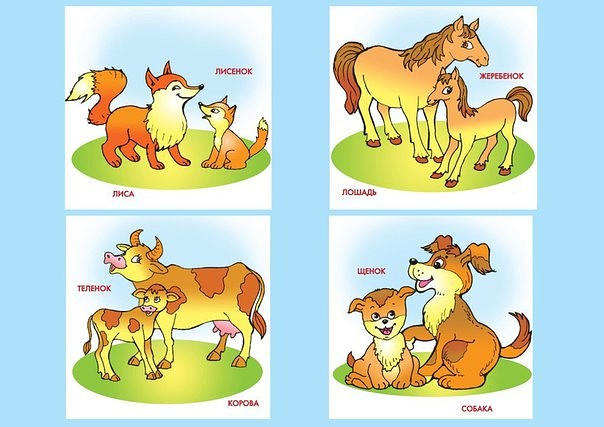 ЛИСЕНОК
ЛИСА
ЖЕРЕБЕНОК
ЛОШАДЬ
ТЕЛЕНОК
КОРОВА
ЩЕНОК
СОБАКА